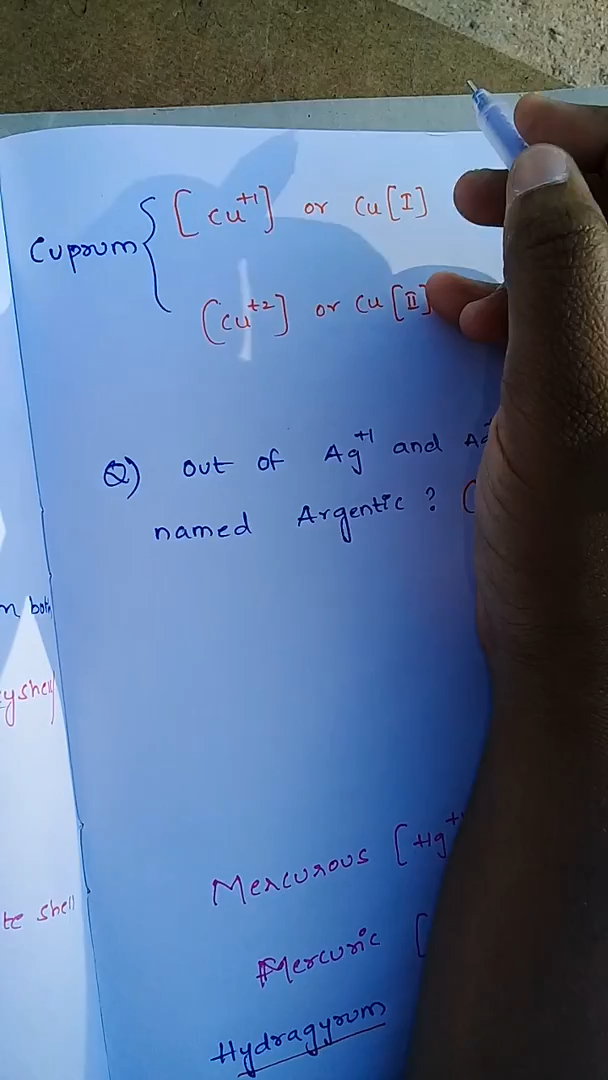 Cuprum { [Cu+1] or Cu[I]
(Cu+2] or Cu [II]
Q) out of Ag+1 and
named Argentic ? (
n both
yshell
te shell
Mercurous [Hg+
Mercuric [
Hydragyrum